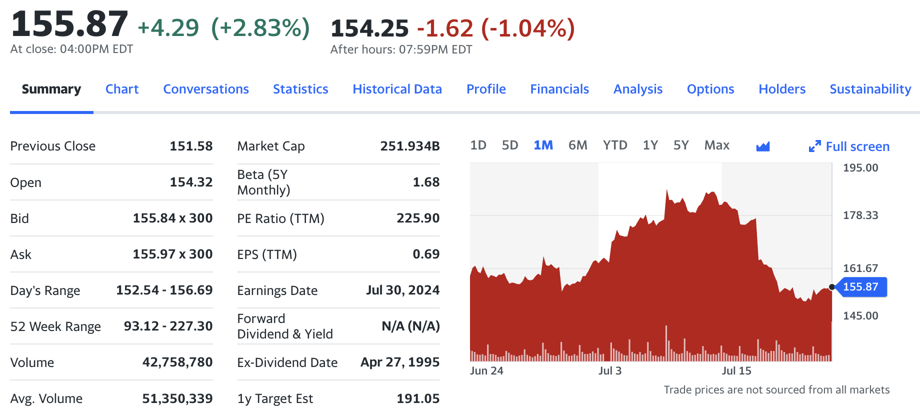 155.87 +4.29 (+2.83%) 154.25 -1.62 (-1.04%)
At close: 04:00PM EDT After hours: 07:59PM EDT
Summary Chart Conversations Statistics Historical Data Profile Financials Analysis Options Holders Sustainability
Previous Close 151.58
Open 154.32
Bid 155.84 x 300
Ask 155.97 x 300
Day's Range 152.54 - 156.69
52 Week Range 93.12 - 227.30
Volume 42,758,780
Avg. Volume 51,350,339
Market Cap 251.934B
Beta (5Y
Monthly) 1.68
PE Ratio (TTM) 225.90
EPS (TTM) 0.69
Earnings Date Jul 30, 2024
Forward
Dividend & Yield N/A (N/A)
Ex-Dividend Date Apr 27, 1995
1y Target Est 191.05
1D 5D 1M 6M YTD 1Y 5Y Max Full screen
195.00
178.33
161.67
155.87
145.00
Jun 24 Jul 3 Jul 15
Trade prices are not sourced from all markets